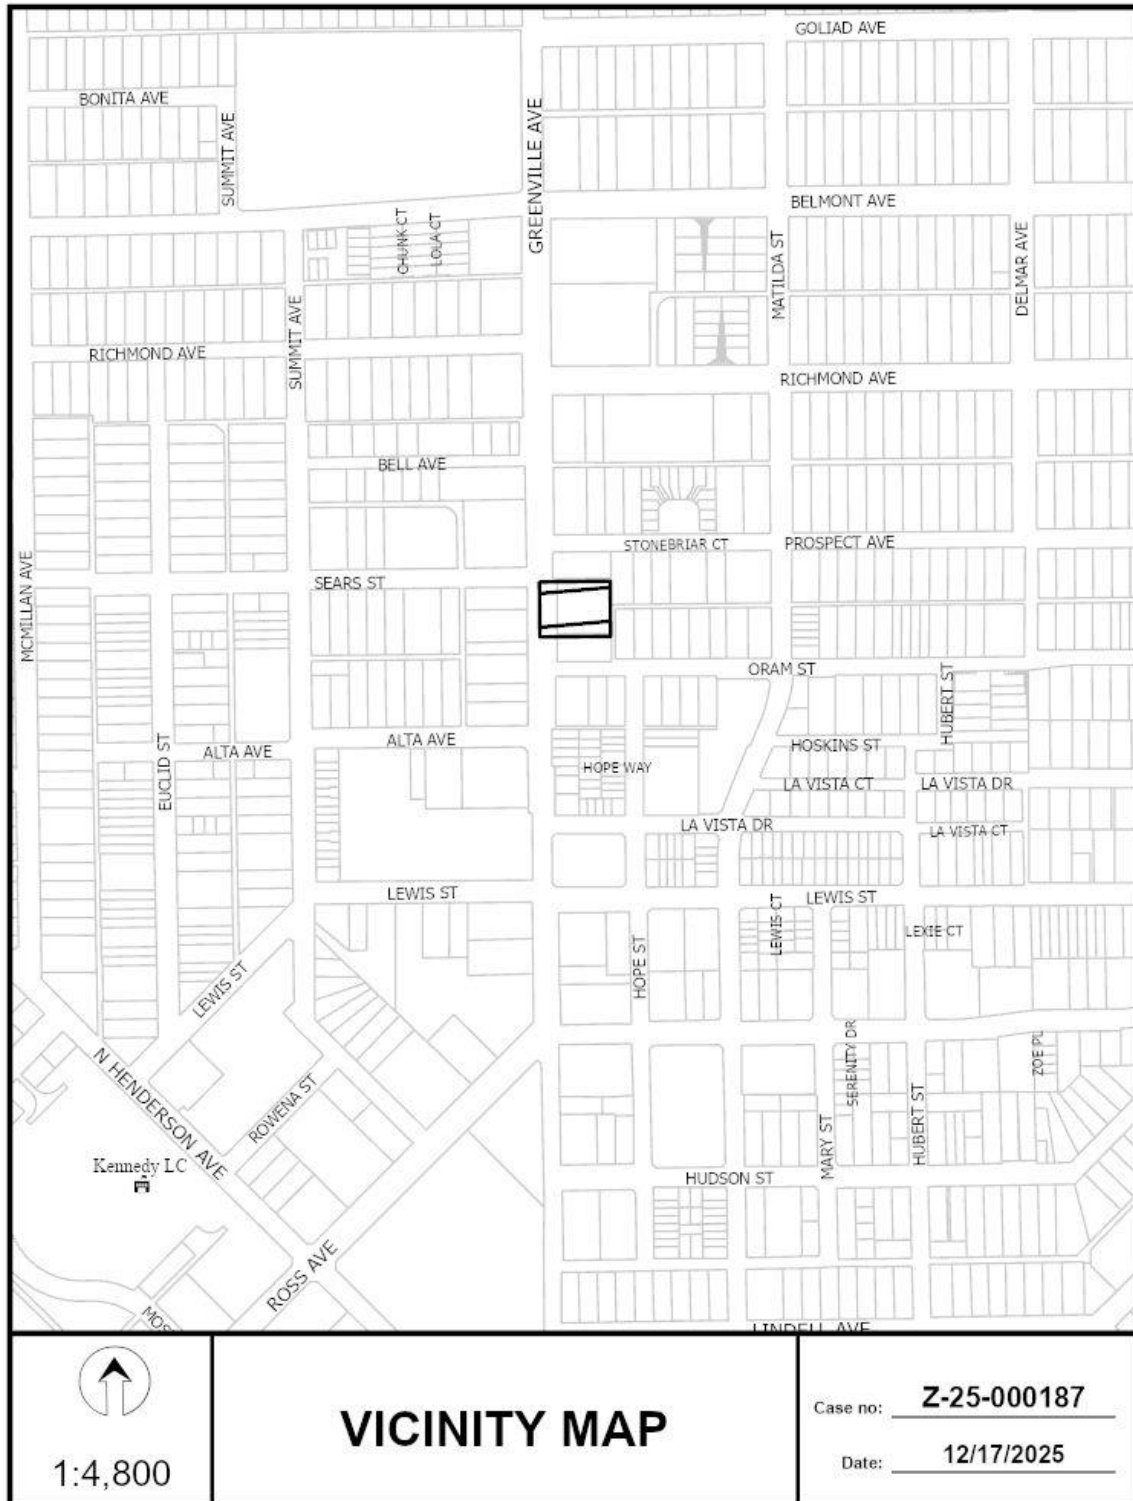 GOLIAD AVE
BONITA AVE
SUMMIT AVE
GREENVILLE AVE
BELMONT AVE
CHUNK CT
LOLA CT
MATILDA ST
DELMAR AVE
SUMMIT AVE
RICHMOND AVE
RICHMOND AVE
BELL AVE
STONEBRIAR CT
PROSPECT AVE
MCMILLAN AVE
SEARS ST
ORAM ST
HUBERT ST
EUCLID ST
ALTA AVE
ALTA AVE
HOSKINS ST
HOPE WAY
LA VISTA CT
LA VISTA DR
LA VISTA DR
LA VISTA CT
LEWIS ST
LEWIS ST
LEWIS CT
LEXIE CT
HOPE ST
LEWIS ST
N HENDERSON AVE
ROWENA ST
SERENITY DR
ZOE PL
MARY ST
HUBERT ST
Kennedy LC
HUDSON ST
ROSS AVE
MOS
LINDELL AVE
1:4,800
VICINITY MAP
Case no: Z-25-000187
Date: 12/17/2025